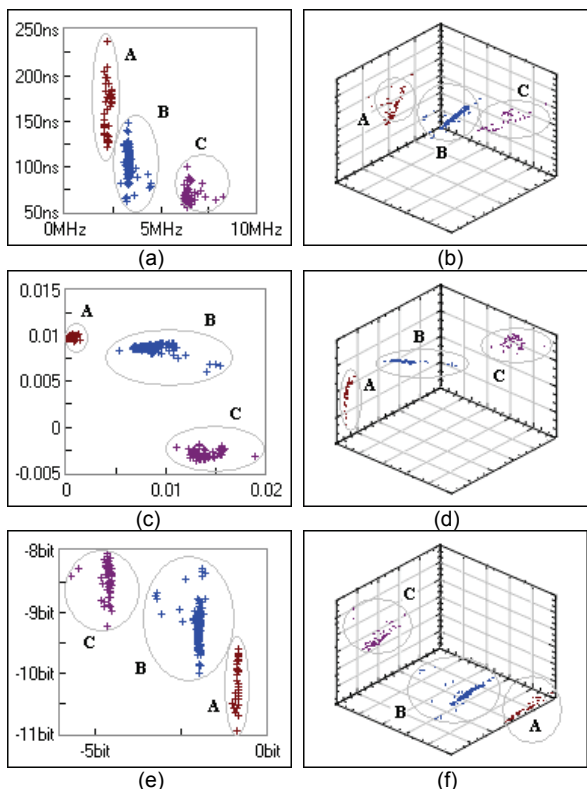 250ns
200ns
150ns
100ns
50ns
A
B
C
0MHz
5MHz
10MHz
(a)
A
B
C
(b)
0.015
0.01
0.005
0
-0.005
A
B
C
0
0.01
0.02
(c)
A
B
C
(d)
-8bit
-9bit
-10bit
-11bit
C
B
A
-5bit
0bit
(e)
C
B
A
(f)